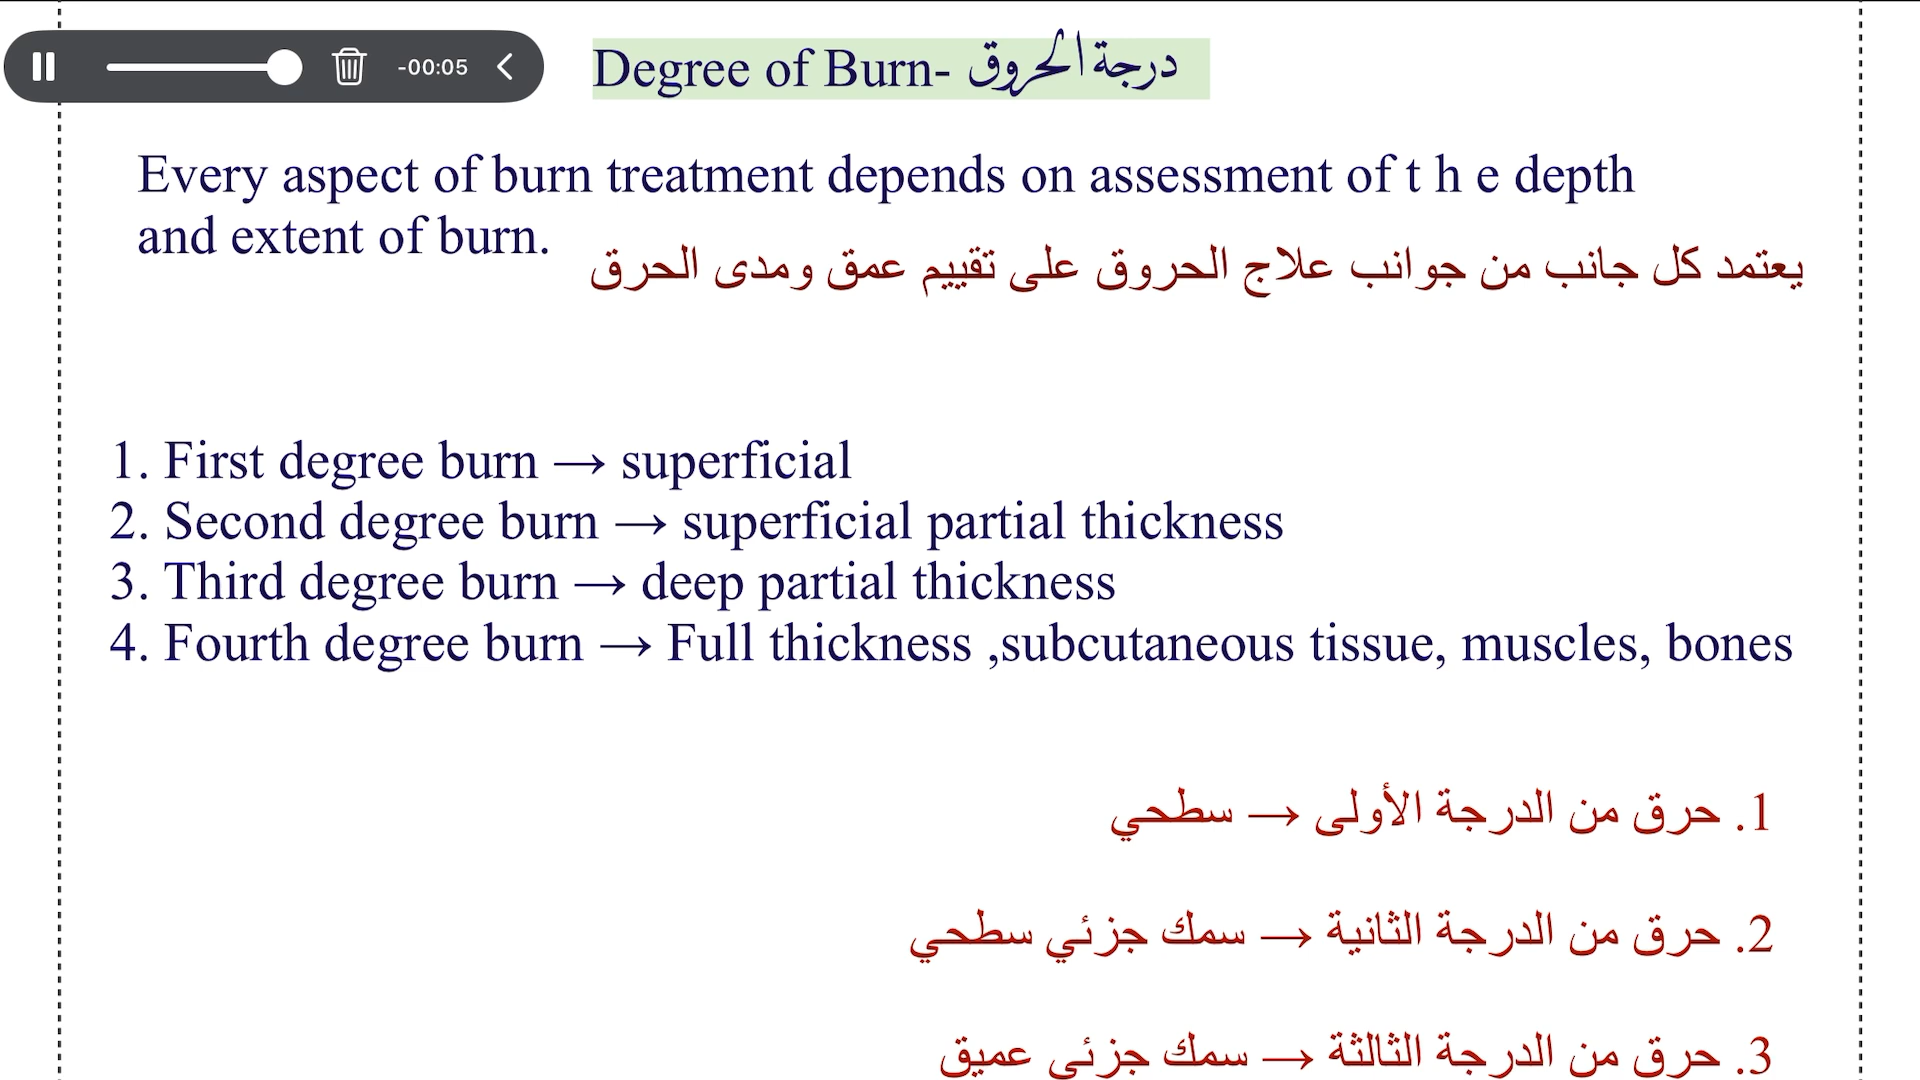 -00:05
Degree of Burn- درجة الحروق
Every aspect of burn treatment depends on assessment of t h e depth
and extent of burn.
يعتمد كل جانب من جوانب علاج الحروق على تقييم عمق ومدى الحرق
1. First degree burn → superficial
2. Second degree burn → superficial partial thickness
3. Third degree burn → deep partial thickness
4. Fourth degree burn → Full thickness ,subcutaneous tissue, muscles, bones
1. حرق من الدرجة الأولى → سطحي
2. حرق من الدرجة الثانية → سمك جزئي سطحي
3. حرق من الدرجة الثالثة → سمك جزئي عميق